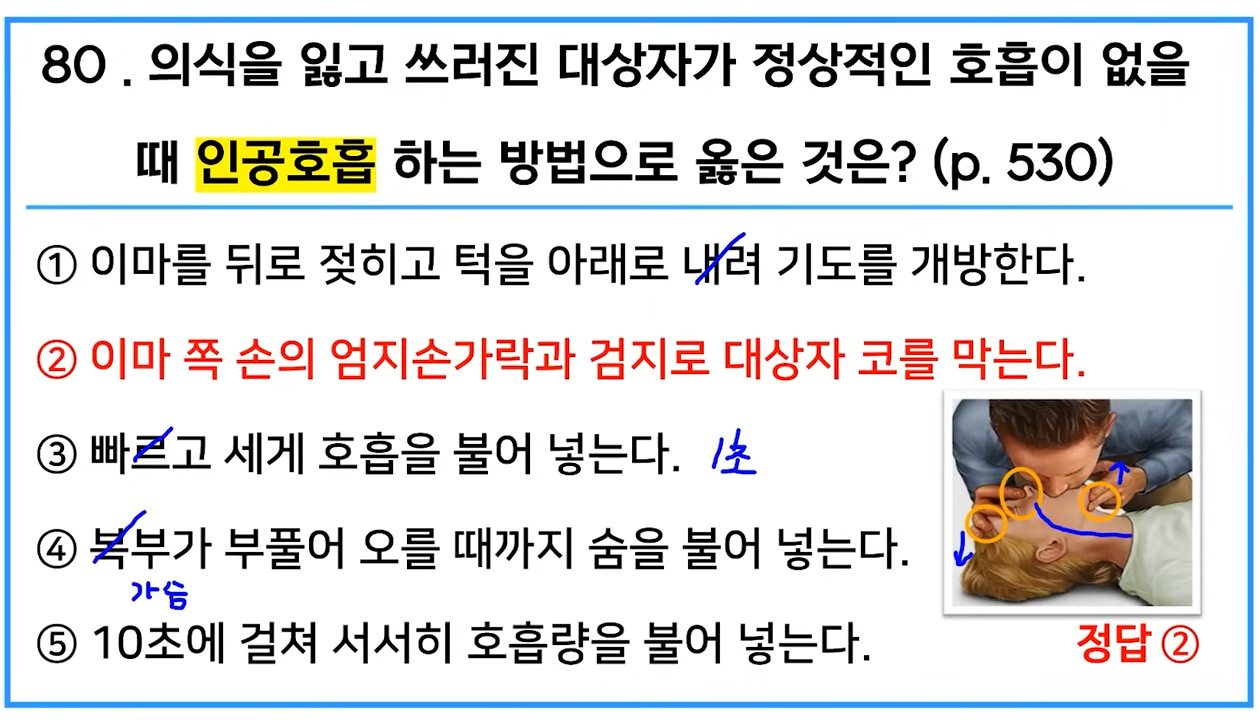 80 . 의식을 잃고 쓰러진 대상자가 정상적인 호흡이 없을
때 인공호흡 하는 방법으로 옳은 것은? (p. 530)
① 이마를 뒤로 젖히고 턱을 아래로 내려 기도를 개방한다.
② 이마 쪽 손의 엄지손가락과 검지로 대상자 코를 막는다.
③ 빠르고 세게 호흡을 불어 넣는다. 1초
④ 복부가 부풀어 오를 때까지 숨을 불어 넣는다.
가슴
⑤ 10초에 걸쳐 서서히 호흡량을 불어 넣는다.
정답 ②